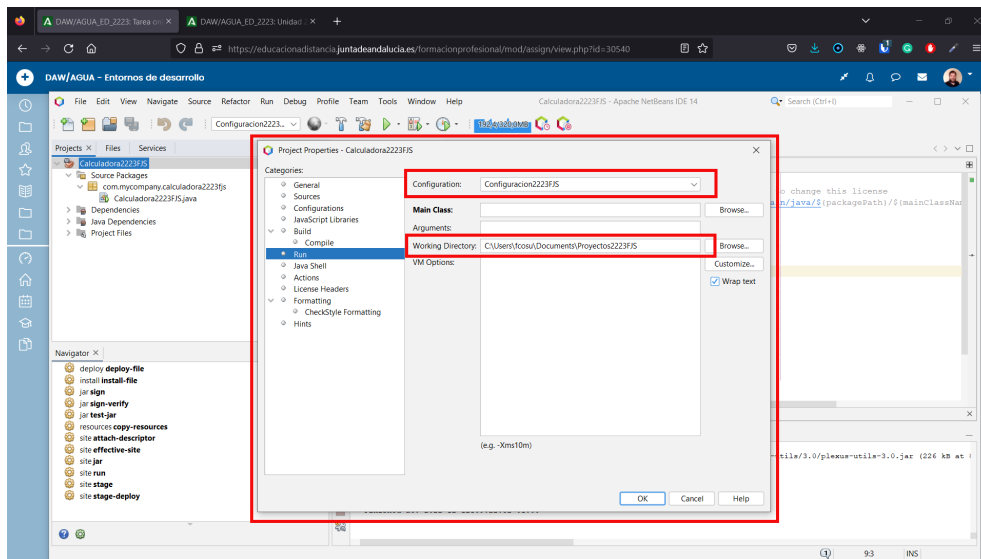 DAW/AGUA_ED_2223: Tarea on
DAW/AGUA_ED_2223: Unidad 2
https://educacionadistancia.juntadeandalucia.es/formacionprofesional/mod/assign/view.php?id=30540
DAW/AGUA - Entornos de desarrollo
File Edit View Navigate Source Refactor Run Debug Profile Team Tools Window Help
Calculadora2223FJS - Apache NetBeans IDE 14
Search (Ctrl+I)
Configuracion2223...
Projects Files Services
Calculadora2223FJS
Source Packages
com.mycompany.calculadora2223fjs
Calculadora2223FJS.java
Dependencies
Java Dependencies
Project Files
Project Properties - Calculadora2223FJS
Categories:
General
Sources
Configurations
JavaScript Libraries
Build
Compile
Run
Java Shell
Actions
License Headers
Formatting
CheckStyle Formatting
Hints
Configuration: Configuracion2223FJS
Main Class: Browse...
Arguments:
Working Directory: C:\Users\fcosu\Documents\Proyectos2223FJS Browse...
VM Options: Customize...
Wrap text
(e.g. -Xms10m)
OK Cancel Help
o change this license
/${packagePath}/${mainClassNam
Navigator
deploy deploy-file
install install-file
jar sign
jar sign-verify
jar test-jar
resources copy-resources
site attach-descriptor
site effective-site
site jar
site run
site stage
site stage-deploy
tils/3.0/plexus-utils-3.0.jar (226 kB at
9:3 INS